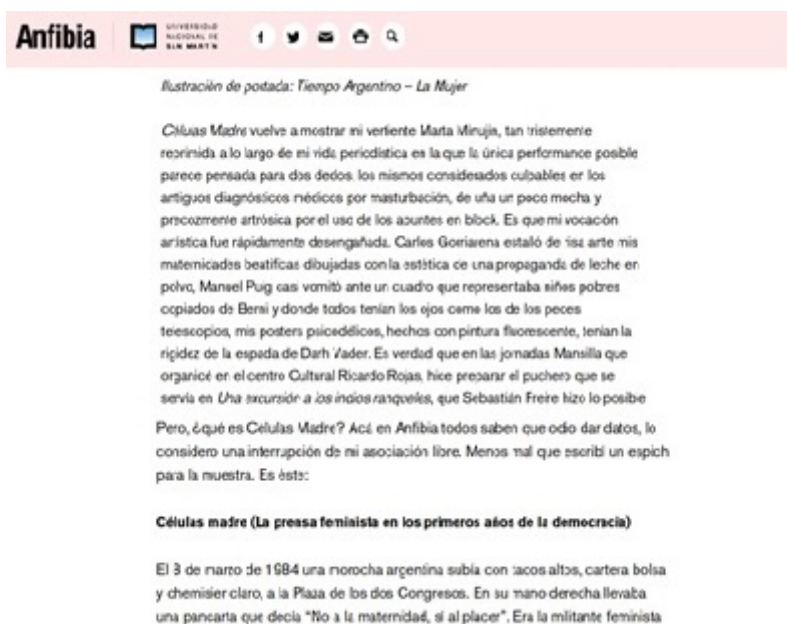 Anfibia
UNIVERSIDAD
NACIONAL DE
SAN MARTÍN
Ilustración de portada: Tiempo Argentino – La Mujer
Células Madre vuelve a mostrar mi vertiente Marta Minujin, tan tristemente
reprimida a lo largo de mi vida periodística en la que la única performance posible
parece pensada para dos dedos, los mismos considerados culpables en los
antiguos diagnósticos médicos por masturbación, de uña un poco mocha y
precozmente artrósica por el uso de los apuntes en block. Es que mi vocación
artística fue rápidamente desengañada. Carlos Gorriarena estalló de risa ante mis
maternidades beatíficas dibujadas con la estética de una propaganda de leche en
polvo, Manuel Puig casi vomitó ante un cuadro que representaba niños pobres
copiados de Berni y donde todos tenían los ojos como los de los peces
telescopios, mis posters psicodélicos, hechos con pintura fluorescente, tenían la
rigidez de la espada de Darh Vader. Es verdad que en las jornadas Mansilla que
organicé en el centro Cultural Ricardo Rojas, hice preparar el puchero que se
servía en Una excursión a los indios ranqueles, que Sebastián Freire hizo lo posible
Pero, ¿qué es Células Madre? Acá en Anfibia todos saben que odio dar datos, lo
considero una interrupción de mi asociación libre. Menos mal que escribí un espich
para la muestra. Es éste:
Células madre (La prensa feminista en los primeros años de la democracia)
El 8 de marzo de 1984 una morocha argentina subía con tacos altos, cartera bolsa
y chemisier claro, a la Plaza de los dos Congresos. En su mano derecha llevaba
una pancarta que decía “No a la maternidad, sí al placer”. Era la militante feminista